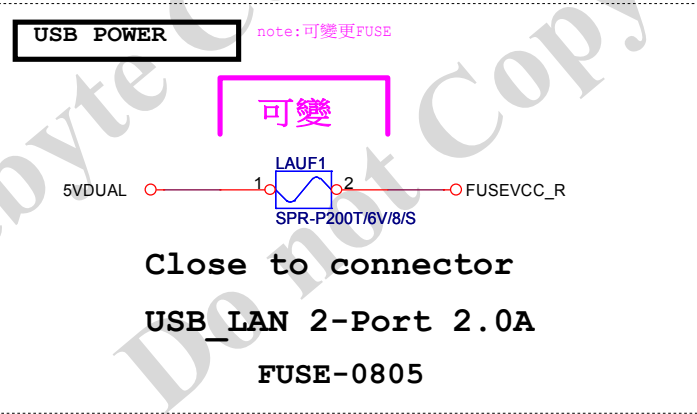 USB POWER
note:可變更FUSE
可變
LAUF1
5VDUAL 1 2 FUSEVCC_R
SPR-P200T/6V/8/S
Close to connector
USB_LAN 2-Port 2.0A
FUSE-0805
byte C
Do not Copy